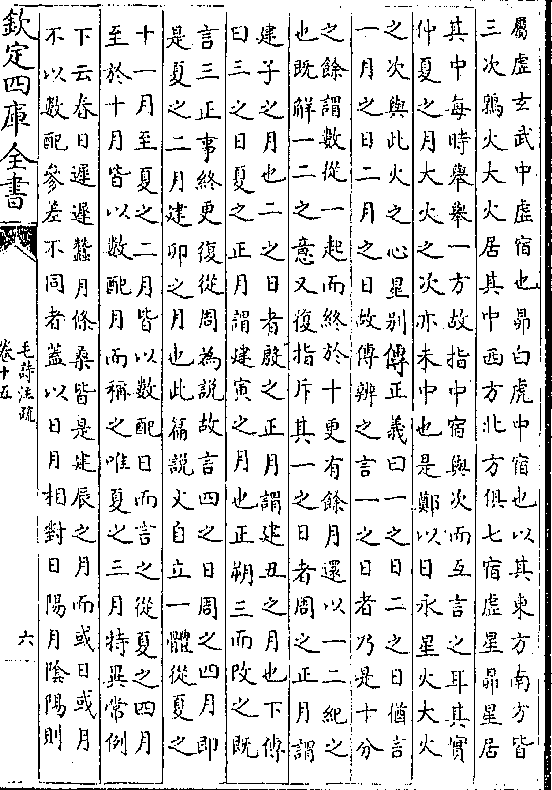 屬虛玄武中虛宿也昴白虎中宿也以其東方南方皆
三次鶉火大火居其中西方北方俱七宿虛星昴星居
其中每時舉舉一方故指中宿與次而互言之耳其實
仲夏之月大火之次亦未中也是鄭以日永星火大火
之次與此火之心星别傳正義曰一之日二之日猶言
一月之日二月之日故傳辨之言一之日者乃是十分
之餘謂數從一起而終於十更有餘月還以一二紀之
也既解一二之意又復指斥其一之日者周之正月謂
建子之月也二之日者殷之正月謂建丑之月也下傳
曰三之日夏之正月謂建寅之月也正朔三而改之既
言三正事終更復從周為說故言四之日周之四月即
是夏之二月建卯之月也此篇說文自立一體從夏之
十一月至夏之二月皆以數配日而言之從夏之四月
至於十月皆以數配月而稱之唯夏之三月特異常例
下云春日遲遲蠶月條桑皆是建辰之月而或日或月
不以數配參差不同者蓋以日月相對日陽月陰陽則
欽定四庫全書
毛詩注疏
卷十五
六